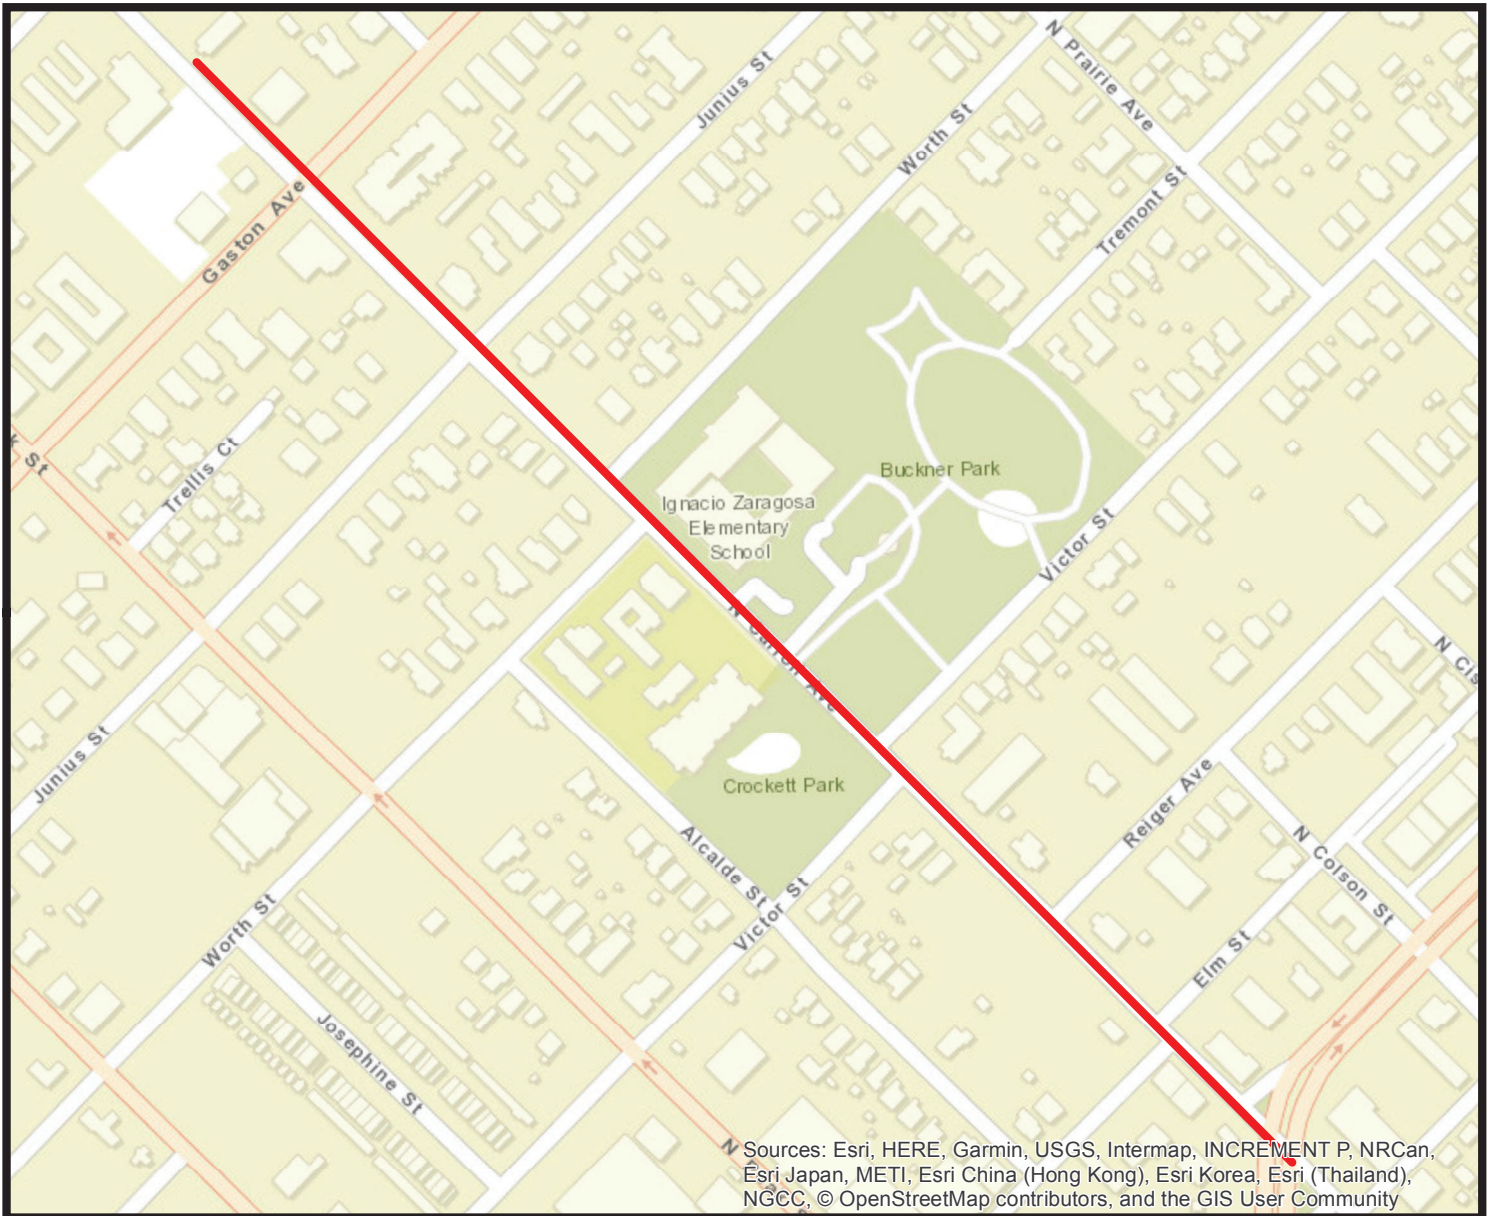 N Prairie Ave
Junius St
Worth St
Tremont St
Gaston Ave
St
Trellis Ct
Buckner Park
Ignacio Zaragosa
Elementary
School
Victor St
N Carroll Ave
Junius St
Crockett Park
Reiger Ave
N Colson St
Alcalde St
Victor St
Worth St
Elm St
Josephine St
N
Sources: Esri, HERE, Garmin, USGS, Intermap, INCREMENT P, NRCan,
Esri Japan, METI, Esri China (Hong Kong), Esri Korea, Esri (Thailand),
NGCC, © OpenStreetMap contributors, and the GIS User Community